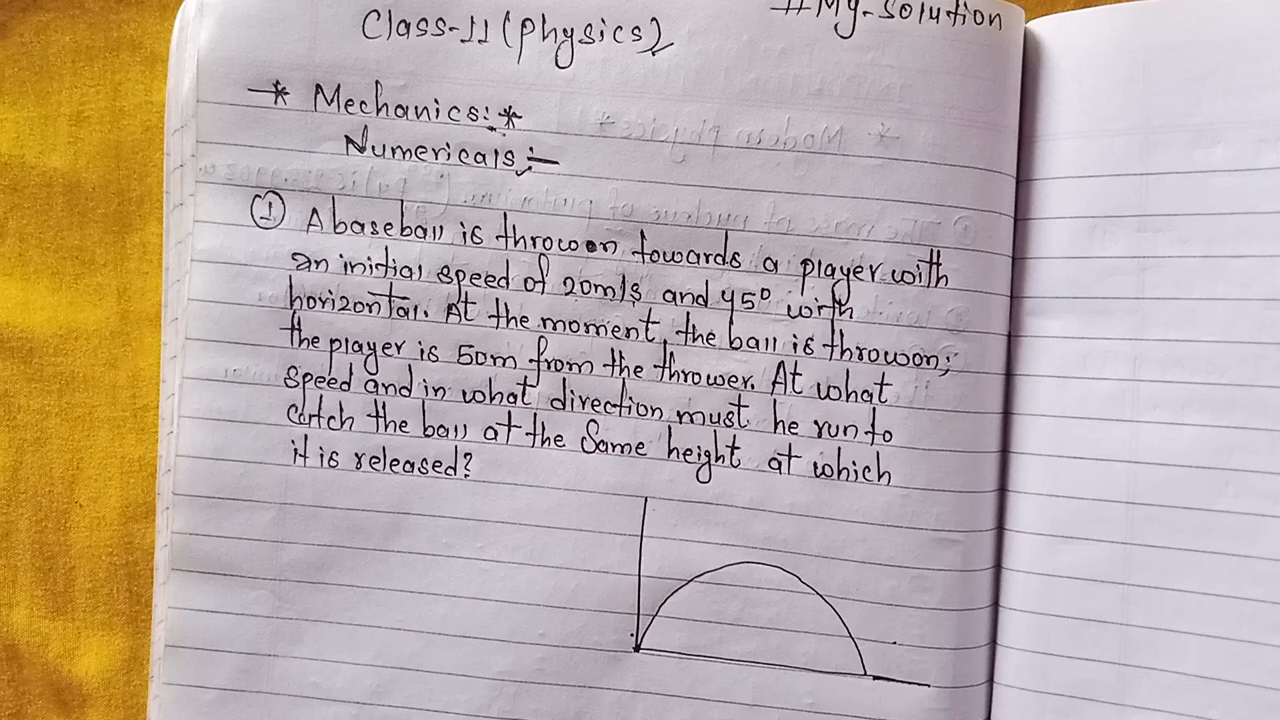 #My-Solution
Class-11 (Physics)
* Mechanics:*
Numericals:-
① A baseball is throwon towards a player with
an initial speed of 20m/s and 45° with
horizontal. At the moment, the ball is throwon;
the player is 50m from the thrower. At what
speed and in what direction must he run to
catch the ball at the Same height at which
it is released?